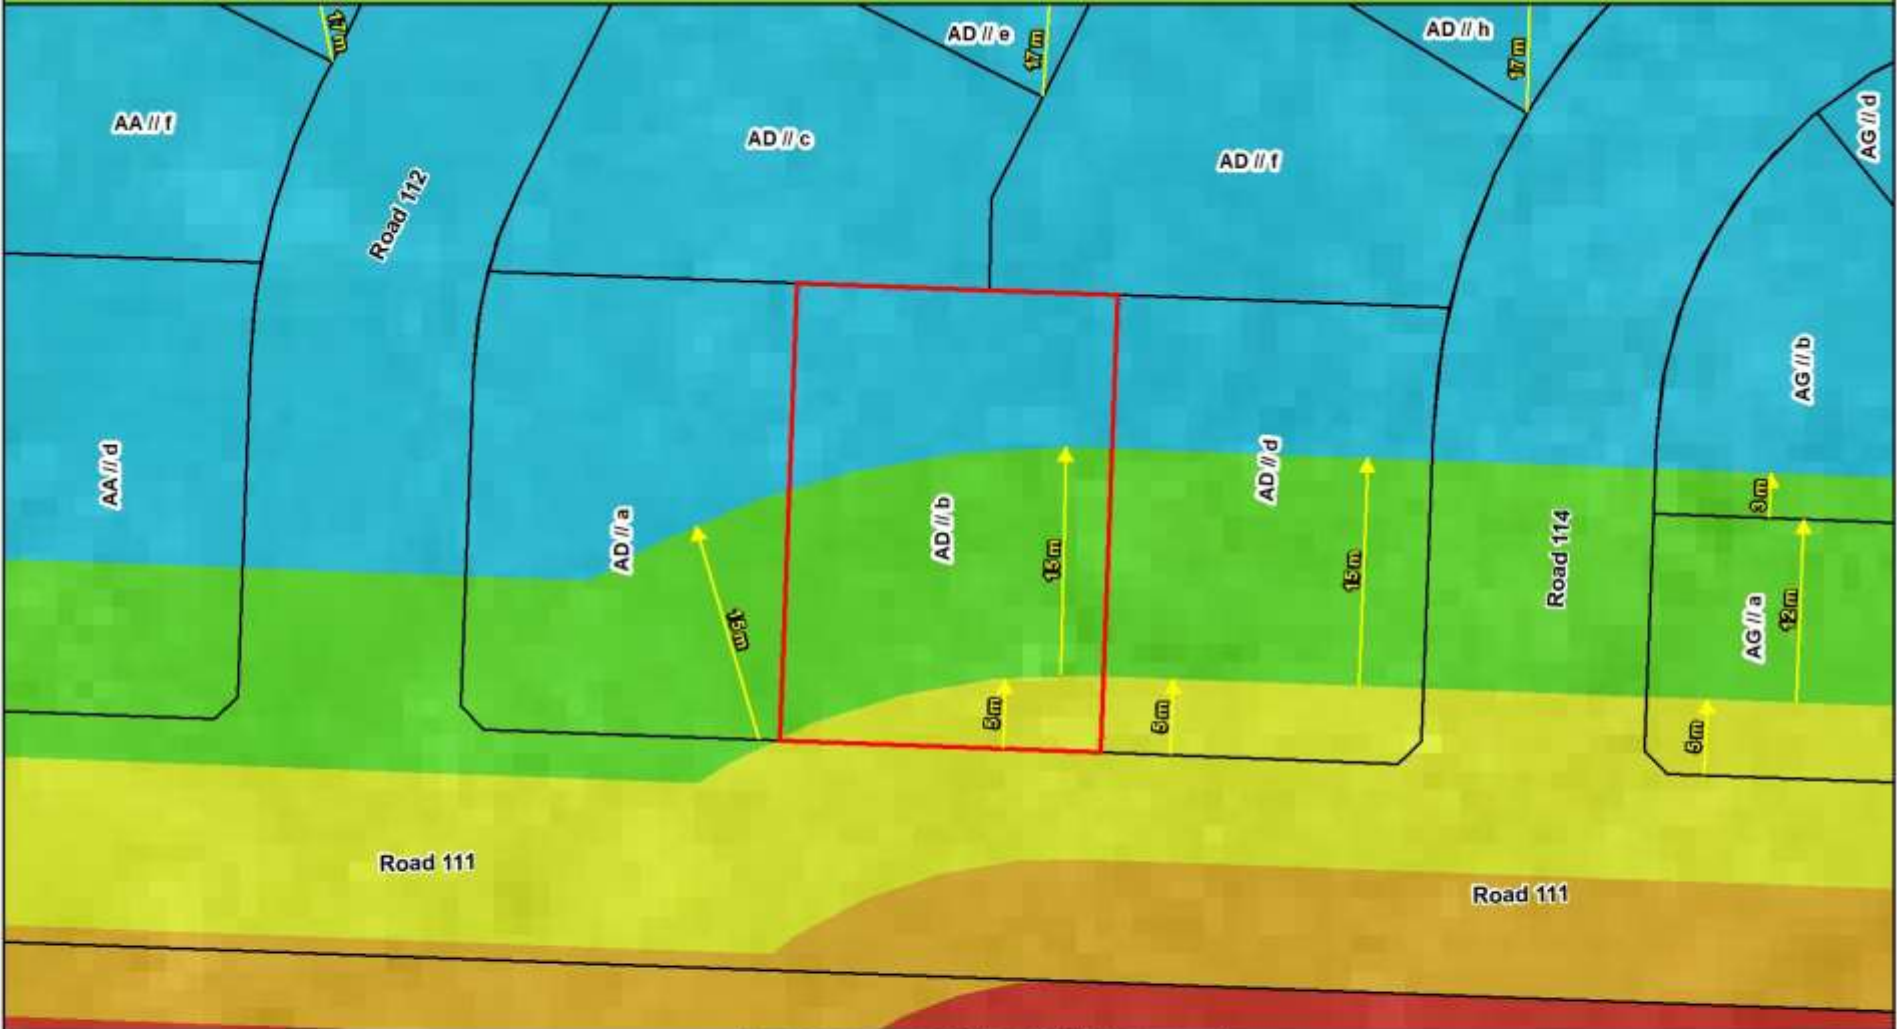 17m
AD // e
17 m
AD // h
17 m
AA // f
AD // c
AD // f
AG // d
Road 112
AG // b
AA // d
AD // a
AD // b
AD // d
3 m
Road 114
15 m
15 m
15 m
AG // a
12 m
5 m
5 m
5 m
Road 111
Road 111